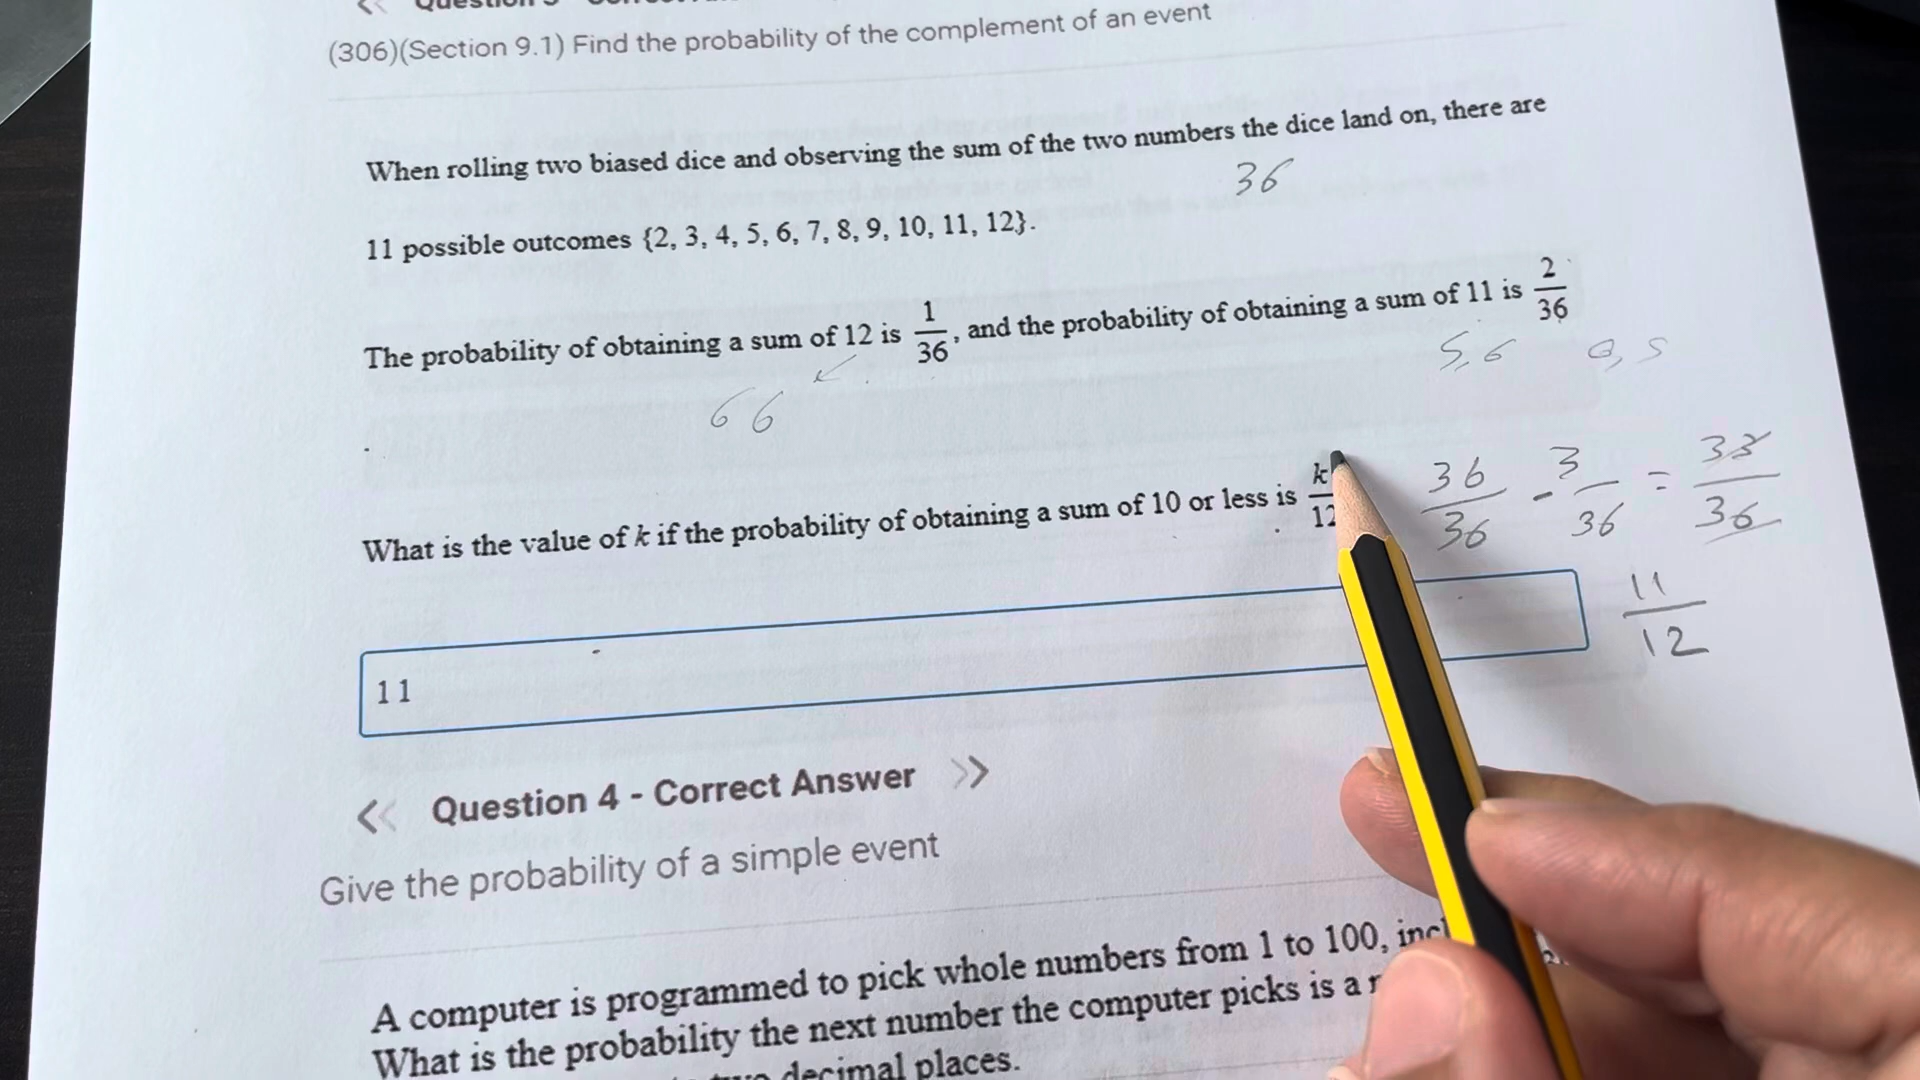 (306)(Section 9.1) Find the probability of the complement of an event
When rolling two biased dice and observing the sum of the two numbers the dice land on, there are
36
11 possible outcomes {2, 3, 4, 5, 6, 7, 8, 9, 10, 11, 12}.
The probability of obtaining a sum of 12 is 1/36, and the probability of obtaining a sum of 11 is 2/36
5,6 6,5
66
.
What is the value of k if the probability of obtaining a sum of 10 or less is k/12
36/36 - 3/36 = 33/36
11/12
11
Question 4 - Correct Answer
Give the probability of a simple event
A computer is programmed to pick whole numbers from 1 to 100,
What is the probability the next number the computer picks is a
decimal places.